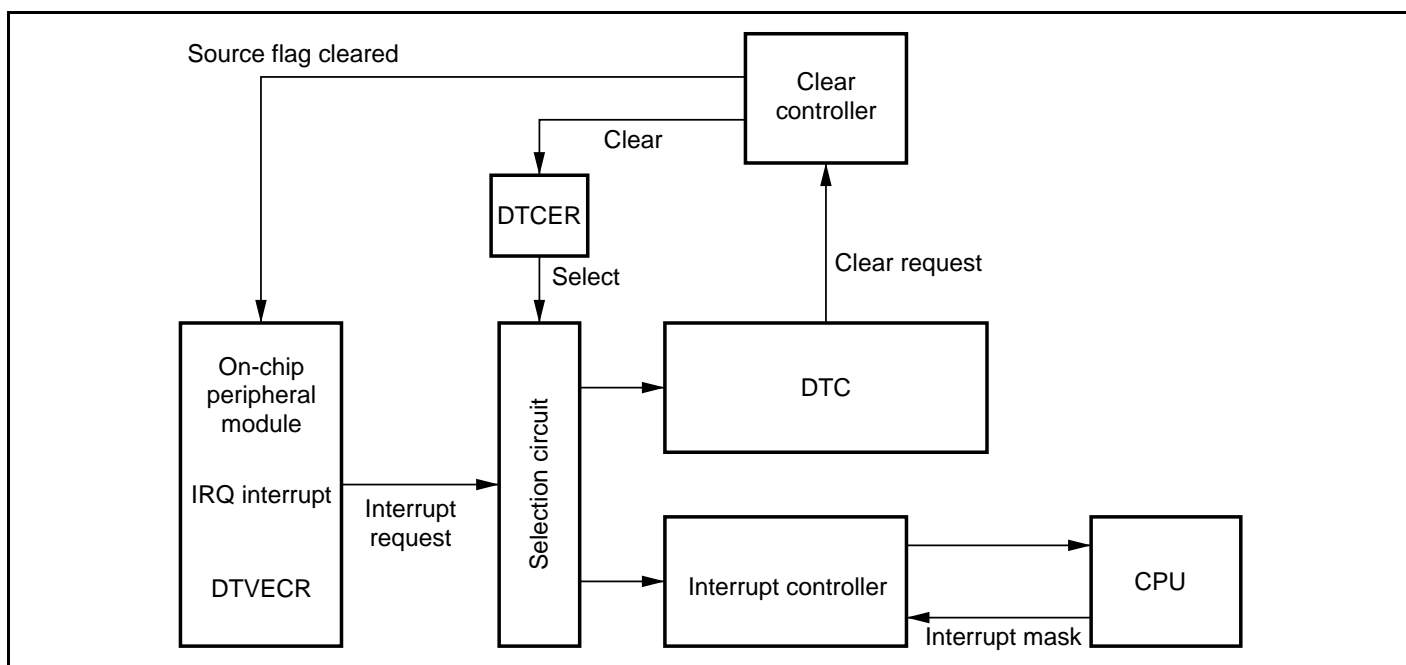 Source flag cleared
Clear
controller
Clear
DTCER
Select
Clear request
On-chip
peripheral
module
IRQ interrupt
DTVECR
Interrupt
request
Selection circuit
DTC
Interrupt controller
CPU
Interrupt mask